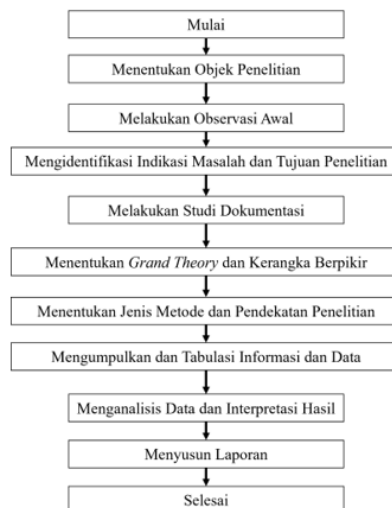 Mulai
Menentukan Objek Penelitian
Melakukan Observasi Awal
Mengidentifikasi Indikasi Masalah dan Tujuan Penelitian
Melakukan Studi Dokumentasi
Menentukan Grand Theory dan Kerangka Berpikir
Menentukan Jenis Metode dan Pendekatan Penelitian
Mengumpulkan dan Tabulasi Informasi dan Data
Menganalisis Data dan Interpretasi Hasil
Menyusun Laporan
Selesai